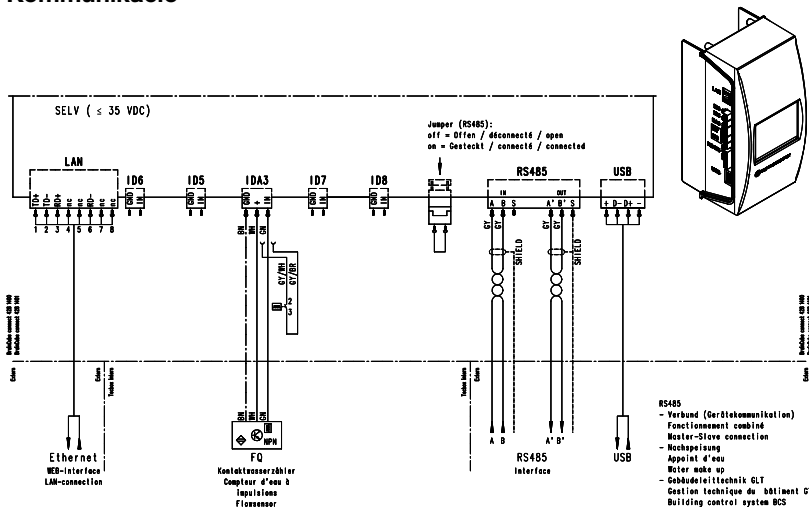 SELV ( ≤ 35 VDC)
Jumper (RS485):
off = Offen / déconnecté / open
on = Gesteckt / connecté / connected
LAN
ID6
ID5
IDA3
ID7
ID8
RS485
USB
IN
OUT
TD+
TD-
RD+
nc
nc
RD-
nc
nc
GND
IN
GND
IN
GND
+
IN
GND
IN
GND
IN
A
B
S
A'
B'
S
+ D- D+ -
1 2 3 4 5 6 7 8
BN
WH
GN
GY/WH
GY/BR
2
3
GY
GY
SHIELD
GY
GY
SHIELD
Extern
Extern
Extern
Extern
BN
WH
GN
NPN
A B
A' B'
Ethernet
WEB-Interface
LAN-connection
FQ
Kontaktwasserzähler
Compteur d'eau à
impulsions
Flowsensor
RS485
Interface
USB
RS485
- Verbund (Gerätekommunikation)
Fonctionnement combiné
Master-Slave connection
- Nachspeisung
Appoint d'eau
Water make up
- Gebäudeleittechnik GLT
Gestion technique du bâtiment G
Building control system BCS